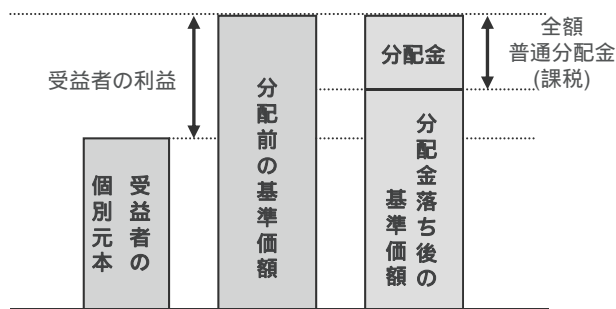 受益者の利益
受益者の
個別元本
分配前の基準価額
分配金
分配金落ち後の
基準価額
全額
普通分配金
(課税)